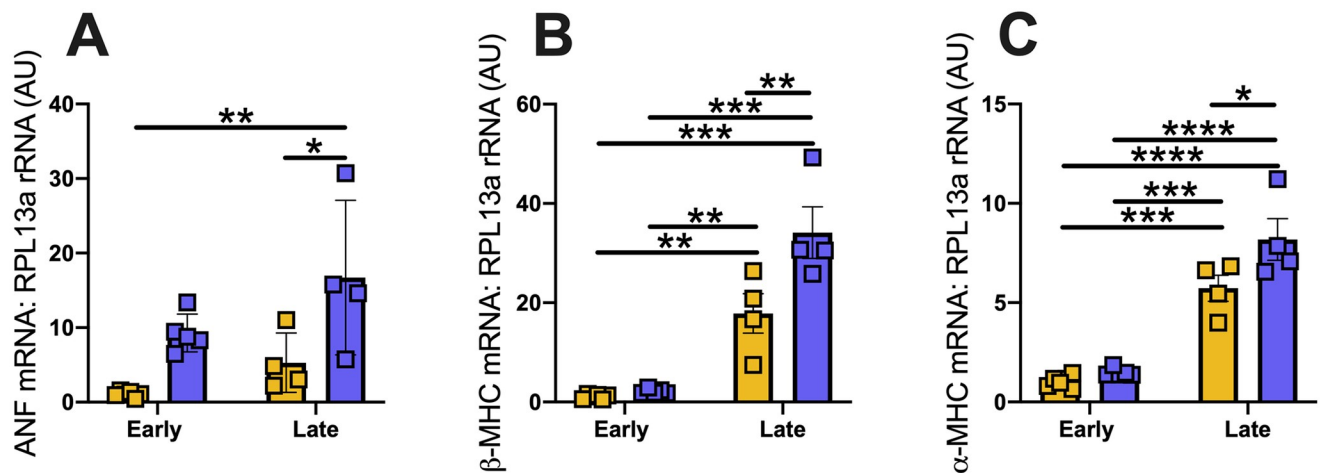 A
ANF mRNA: RPL13a rRNA (AU)
40
30
20
10
0
**
*
Early
Late
B
β-MHC mRNA: RPL13a rRNA (AU)
60
40
20
0
**
***
***
**
**
Early
Late
C
α-MHC mRNA: RPL13a rRNA (AU)
15
10
5
0
*
****
****
***
***
Early
Late